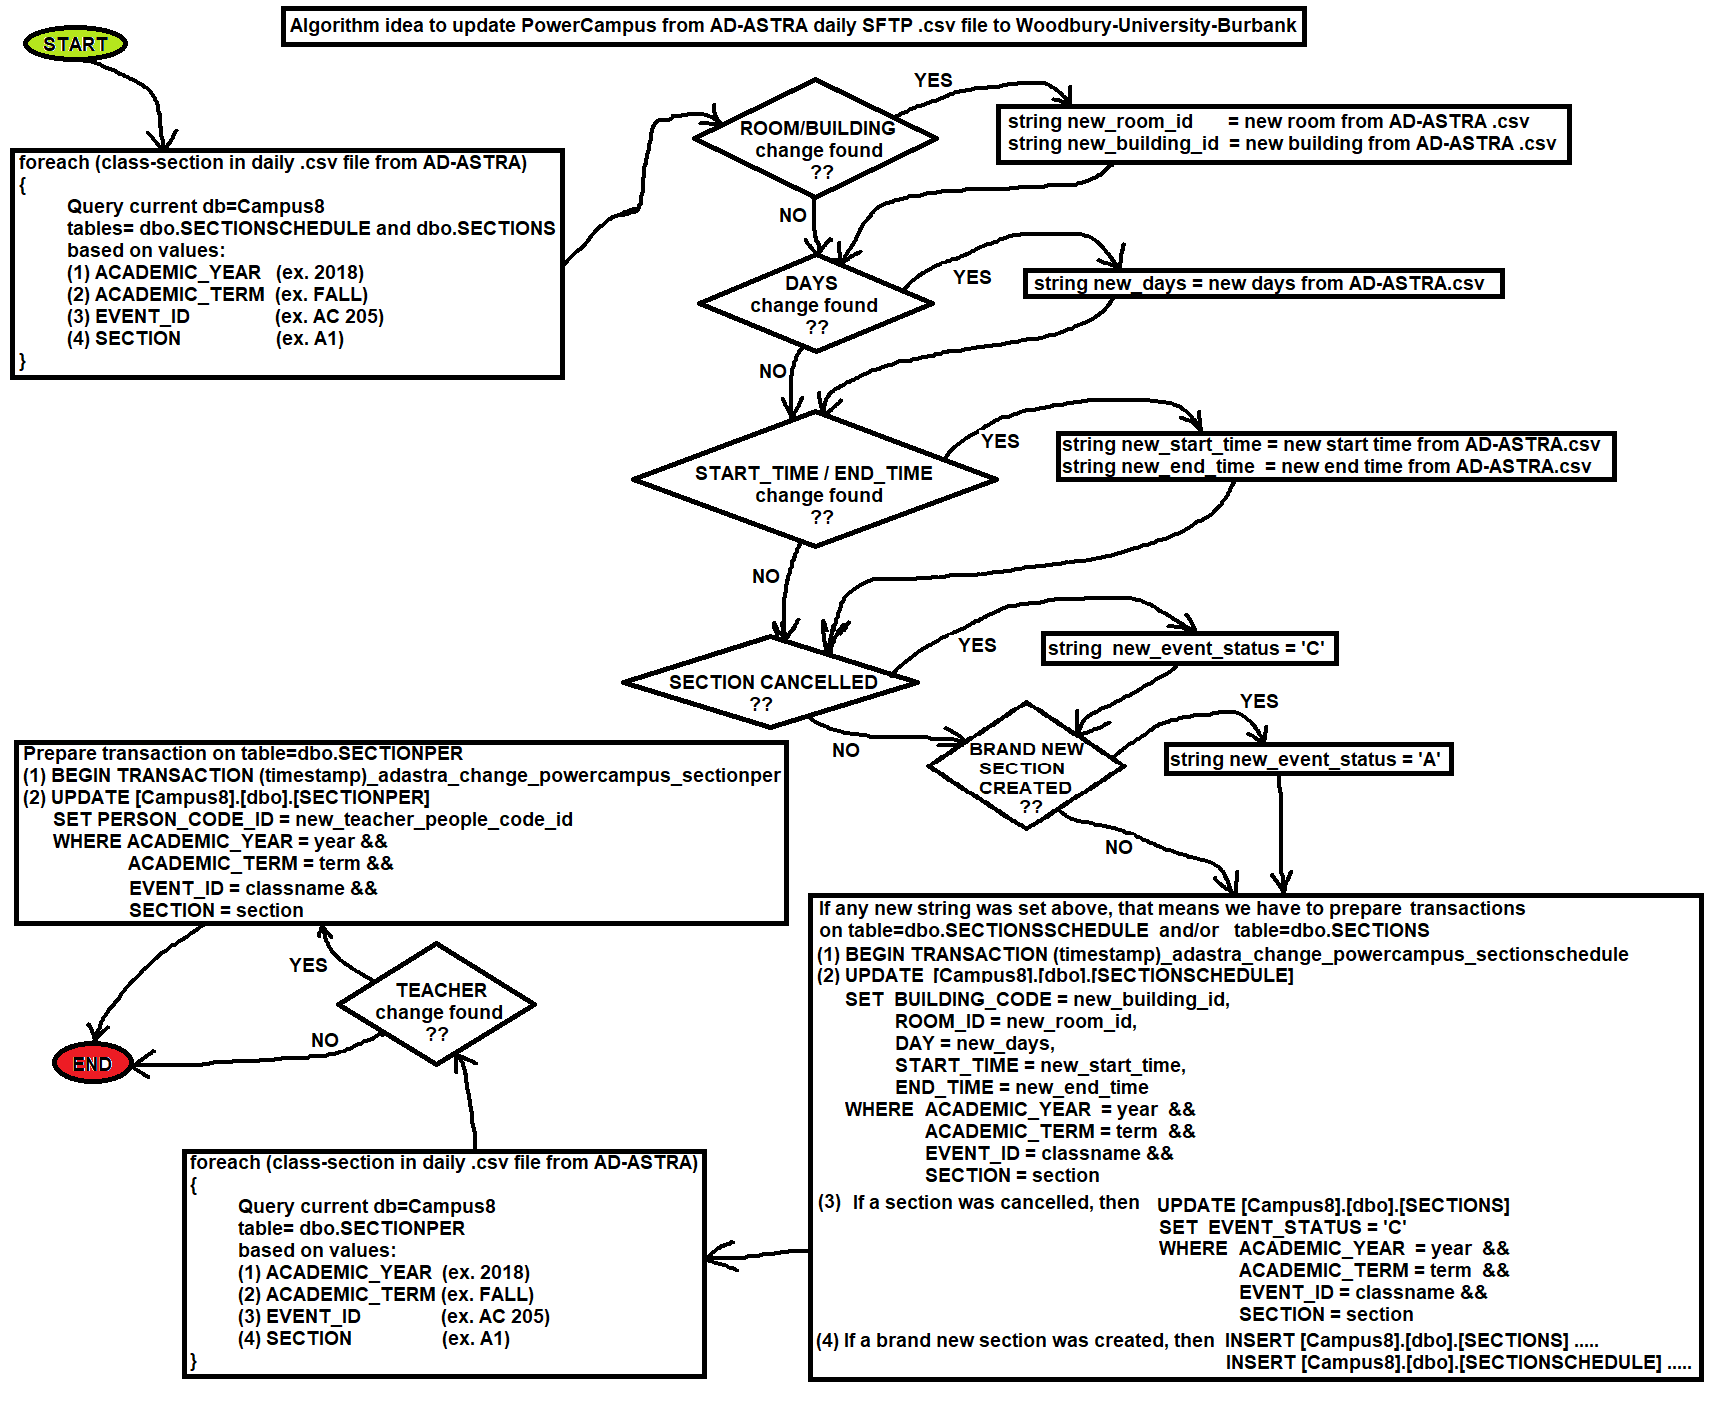 Algorithm idea to update PowerCampus from AD-ASTRA daily SFTP .csv file to Woodbury-University-Burbank
START
foreach (class-section in daily .csv file from AD-ASTRA)
{
Query current db=Campus8
tables= dbo.SECTIONSCHEDULE and dbo.SECTIONS
based on values:
(1) ACADEMIC_YEAR (ex. 2018)
(2) ACADEMIC_TERM (ex. FALL)
(3) EVENT_ID (ex. AC 205)
(4) SECTION (ex. A1)
}
ROOM/BUILDING
change found
??
YES
string new_room_id = new room from AD-ASTRA .csv
string new_building_id = new building from AD-ASTRA .csv
NO
DAYS
change found
??
YES
string new_days = new days from AD-ASTRA.csv
NO
START_TIME / END_TIME
change found
??
YES
string new_start_time = new start time from AD-ASTRA.csv
string new_end_time = new end time from AD-ASTRA.csv
NO
SECTION CANCELLED
??
YES
string new_event_status = 'C'
NO
BRAND NEW
SECTION
CREATED
??
YES
string new_event_status = 'A'
NO
If any new string was set above, that means we have to prepare transactions
on table=dbo.SECTIONSSCHEDULE and/or table=dbo.SECTIONS
(1) BEGIN TRANSACTION (timestamp)_adastra_change_powercampus_sectionschedule
(2) UPDATE [Campus8].[dbo].[SECTIONSCHEDULE]
SET BUILDING_CODE = new_building_id,
ROOM_ID = new_room_id,
DAY = new_days,
START_TIME = new_start_time,
END_TIME = new_end_time
WHERE ACADEMIC_YEAR = year &&
ACADEMIC_TERM = term &&
EVENT_ID = classname &&
SECTION = section
(3) If a section was cancelled, then UPDATE [Campus8].[dbo].[SECTIONS]
SET EVENT_STATUS = 'C'
WHERE ACADEMIC_YEAR = year &&
ACADEMIC_TERM = term &&
EVENT_ID = classname &&
SECTION = section
(4) If a brand new section was created, then INSERT [Campus8].[dbo].[SECTIONS] .....
INSERT [Campus8].[dbo].[SECTIONSCHEDULE] .....
foreach (class-section in daily .csv file from AD-ASTRA)
{
Query current db=Campus8
table= dbo.SECTIONPER
based on values:
(1) ACADEMIC_YEAR (ex. 2018)
(2) ACADEMIC_TERM (ex. FALL)
(3) EVENT_ID (ex. AC 205)
(4) SECTION (ex. A1)
}
TEACHER
change found
??
YES
NO
Prepare transaction on table=dbo.SECTIONPER
(1) BEGIN TRANSACTION (timestamp)_adastra_change_powercampus_sectionper
(2) UPDATE [Campus8].[dbo].[SECTIONPER]
SET PERSON_CODE_ID = new_teacher_people_code_id
WHERE ACADEMIC_YEAR = year &&
ACADEMIC_TERM = term &&
EVENT_ID = classname &&
SECTION = section
END